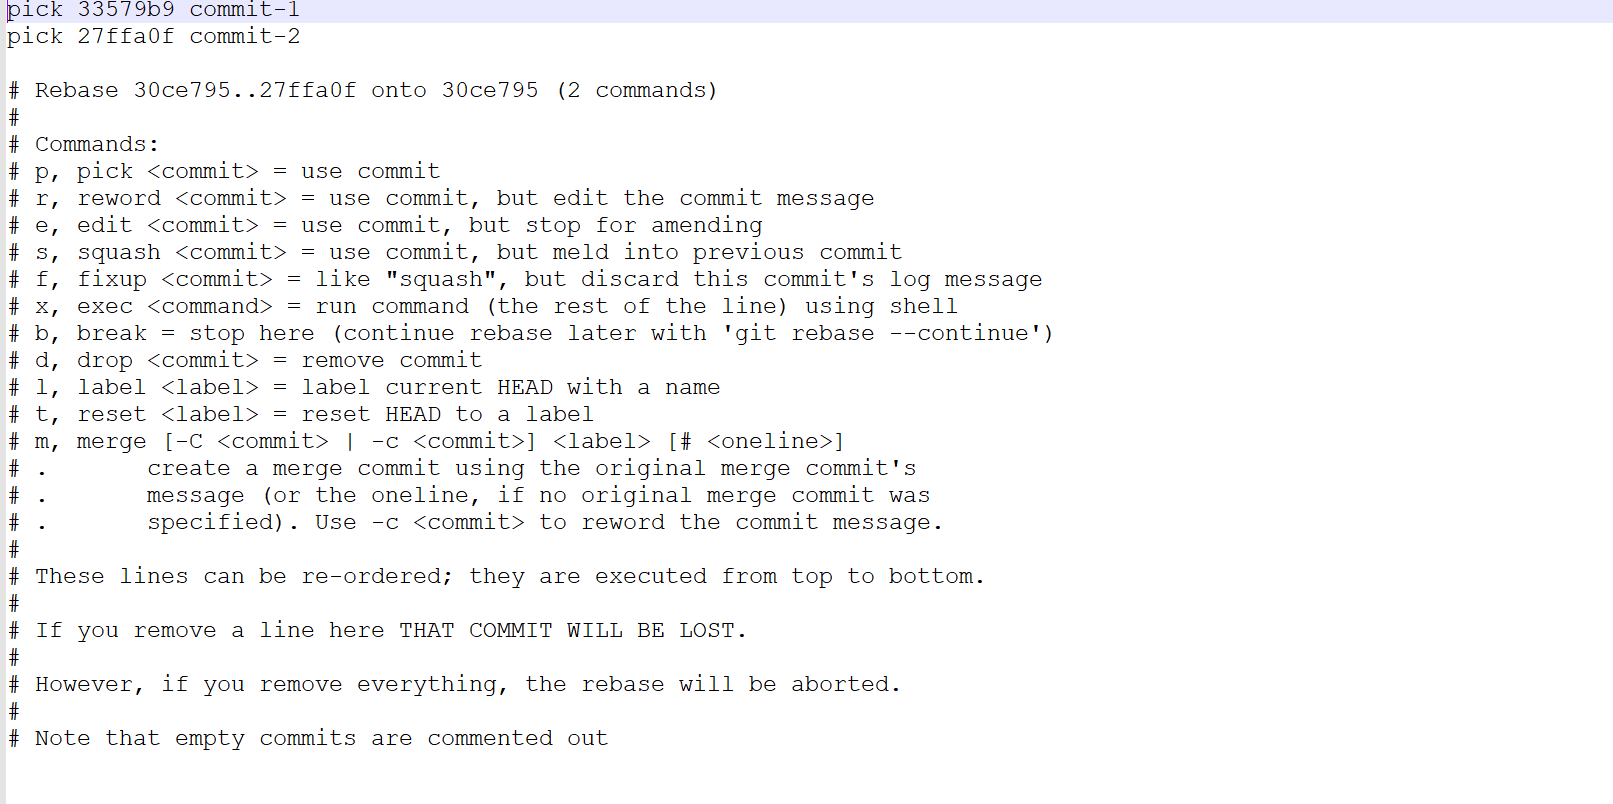 pick 33579b9 commit-1
pick 27ffa0f commit-2

# Rebase 30ce795..27ffa0f onto 30ce795 (2 commands)
#
# Commands:
# p, pick <commit> = use commit
# r, reword <commit> = use commit, but edit the commit message
# e, edit <commit> = use commit, but stop for amending
# s, squash <commit> = use commit, but meld into previous commit
# f, fixup <commit> = like "squash", but discard this commit's log message
# x, exec <command> = run command (the rest of the line) using shell
# b, break = stop here (continue rebase later with 'git rebase --continue')
# d, drop <commit> = remove commit
# l, label <label> = label current HEAD with a name
# t, reset <label> = reset HEAD to a label
# m, merge [-C <commit> | -c <commit>] <label> [# <oneline>]
# .       create a merge commit using the original merge commit's
# .       message (or the oneline, if no original merge commit was
# .       specified). Use -c <commit> to reword the commit message.
#
# These lines can be re-ordered; they are executed from top to bottom.
#
# If you remove a line here THAT COMMIT WILL BE LOST.
#
# However, if you remove everything, the rebase will be aborted.
#
# Note that empty commits are commented out